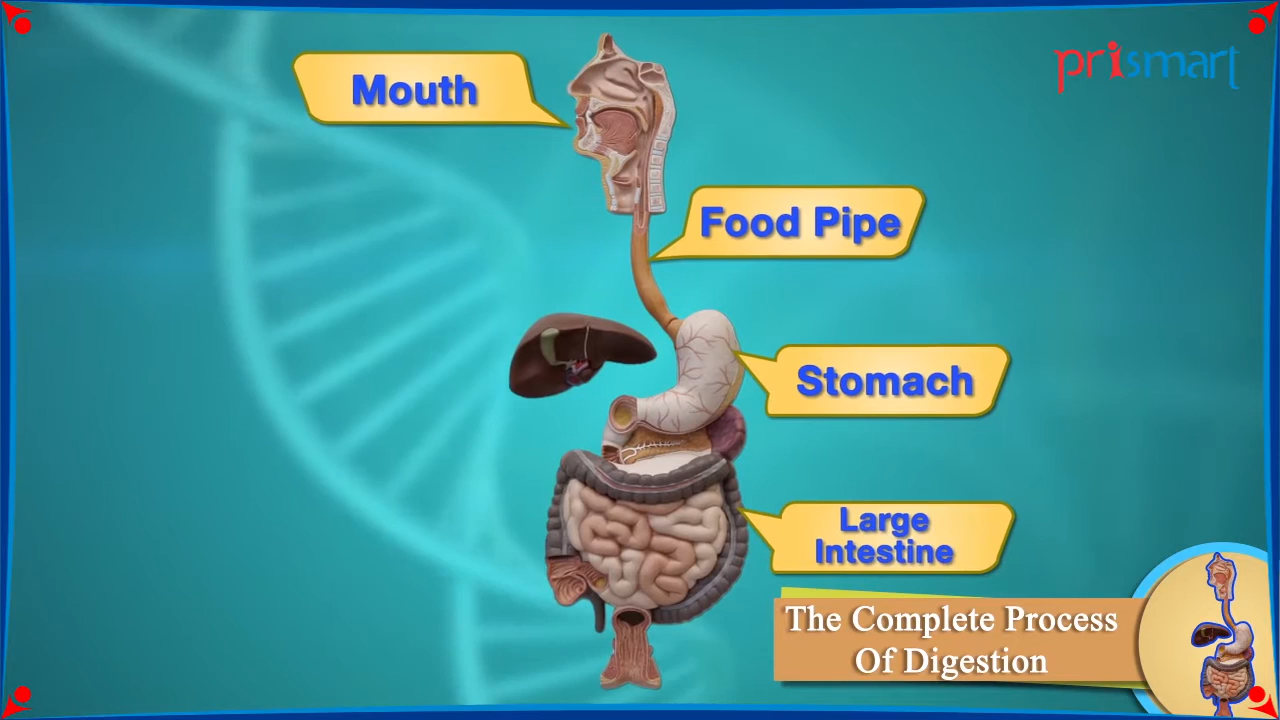 prismart
Mouth
Food Pipe
Stomach
Large
Intestine
The Complete Process
Of Digestion